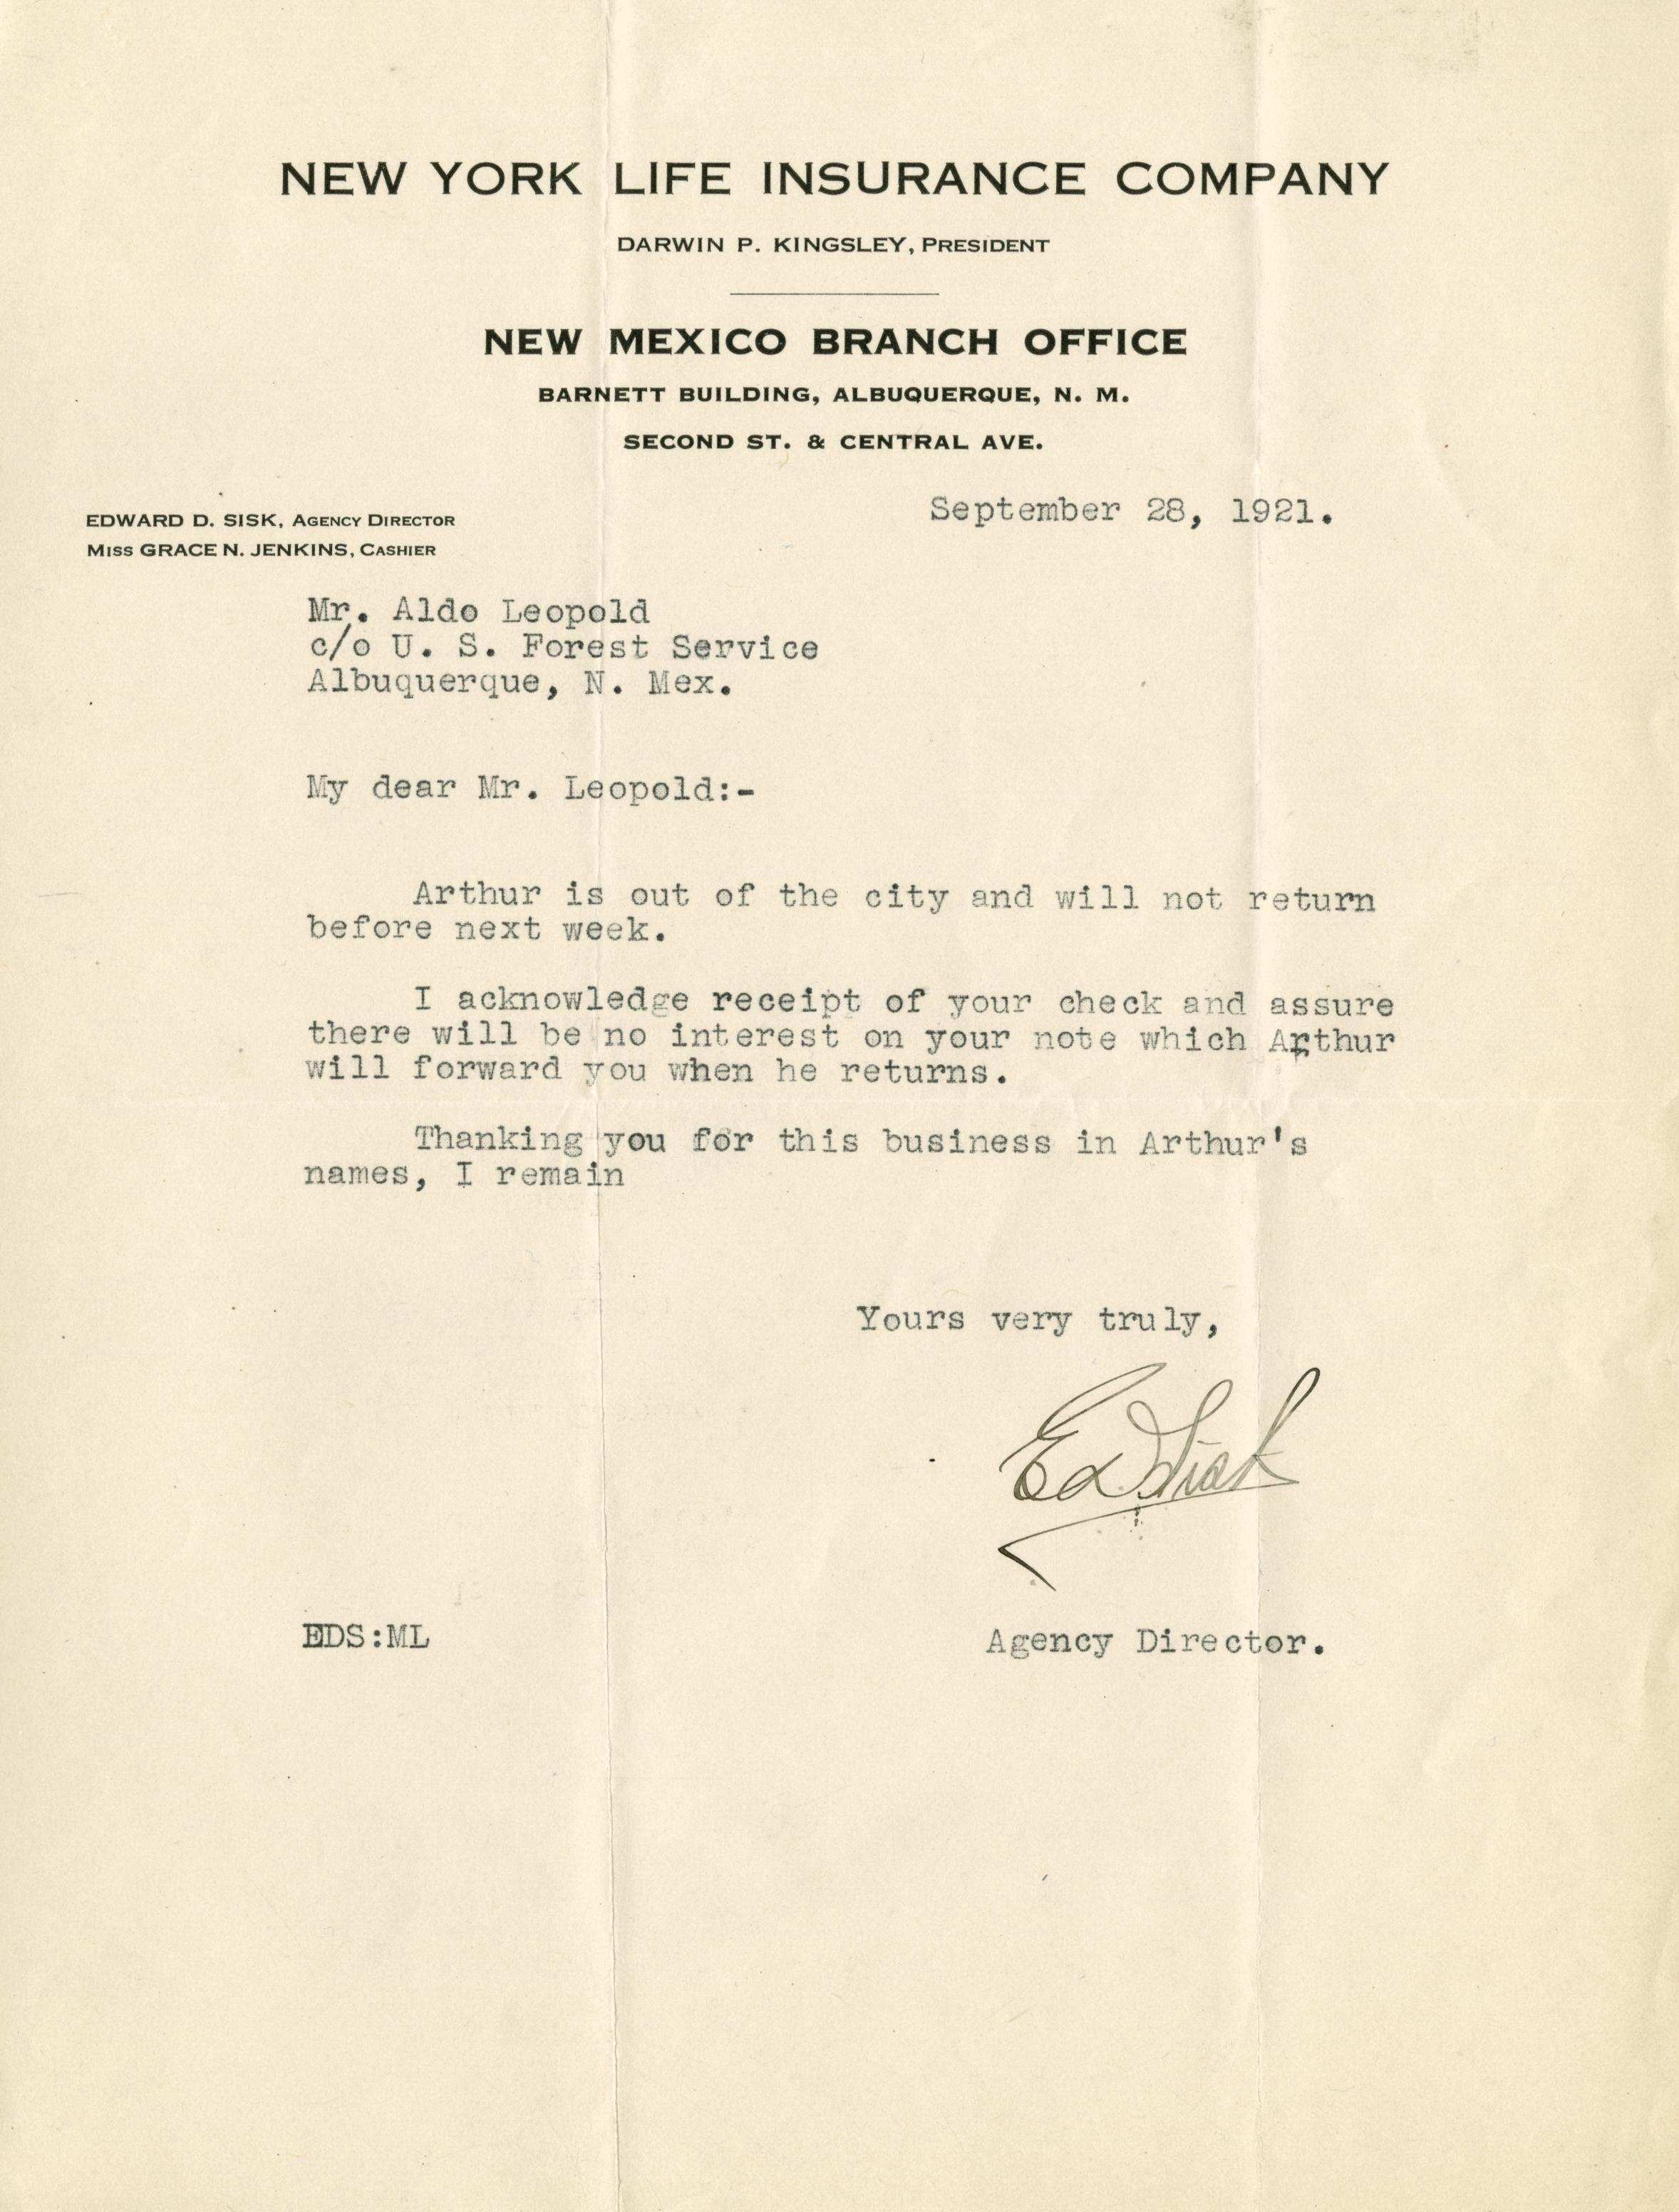 NEW YORK LIFE INSURANCE COMPANY
DARWIN P. KINGSLEY, PRESIDENT
NEW MEXICO BRANCH OFFICE
BARNETT BUILDING, ALBUQUERQUE, N. M.
SECOND ST. & CENTRAL AVE.
September 28, 1921.
EDWARD D. SISK, AGENCY DIRECTOR
MISS GRACE N. JENKINS, CASHIER
Mr. Aldo Leopold
c/o U. S. Forest Service
Albuquerque, N. Mex.
My dear Mr. Leopold:-
Arthur is out of the city and will not return
before next week.
I acknowledge receipt of your check and assure
there will be no interest on your note which Arthur
will forward you when he returns.
Thanking you for this business in Arthur's
names, I remain
Yours very truly,
Ed Sisk
EDS:ML
Agency Director.